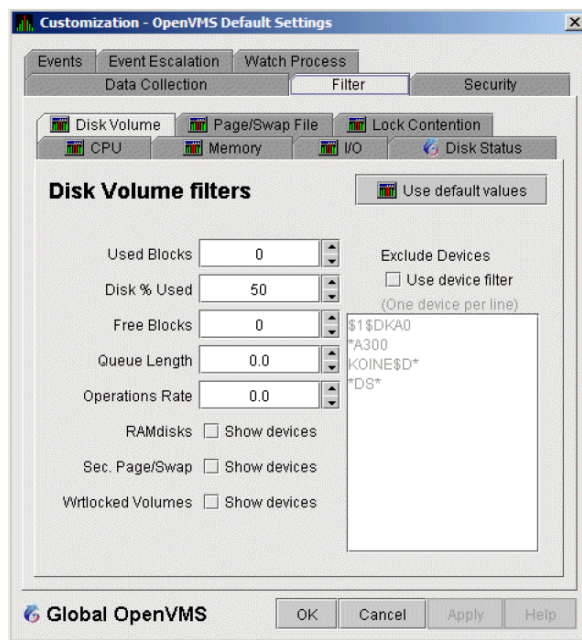 Customization - OpenVMS Default Settings
Events Event Escalation Watch Process
Data Collection Filter Security
Disk Volume Page/Swap File Lock Contention
CPU Memory I/O Disk Status
Disk Volume filters
Use default values
Used Blocks 0
Disk % Used 50
Free Blocks 0
Queue Length 0.0
Operations Rate 0.0
RAMdisks Show devices
Sec. Page/Swap Show devices
Wrtlocked Volumes Show devices
Exclude Devices
Use device filter
(One device per line)
$1$DKA0
*A300
KOINE$D*
*DS*
Global OpenVMS
OK Cancel Apply Help